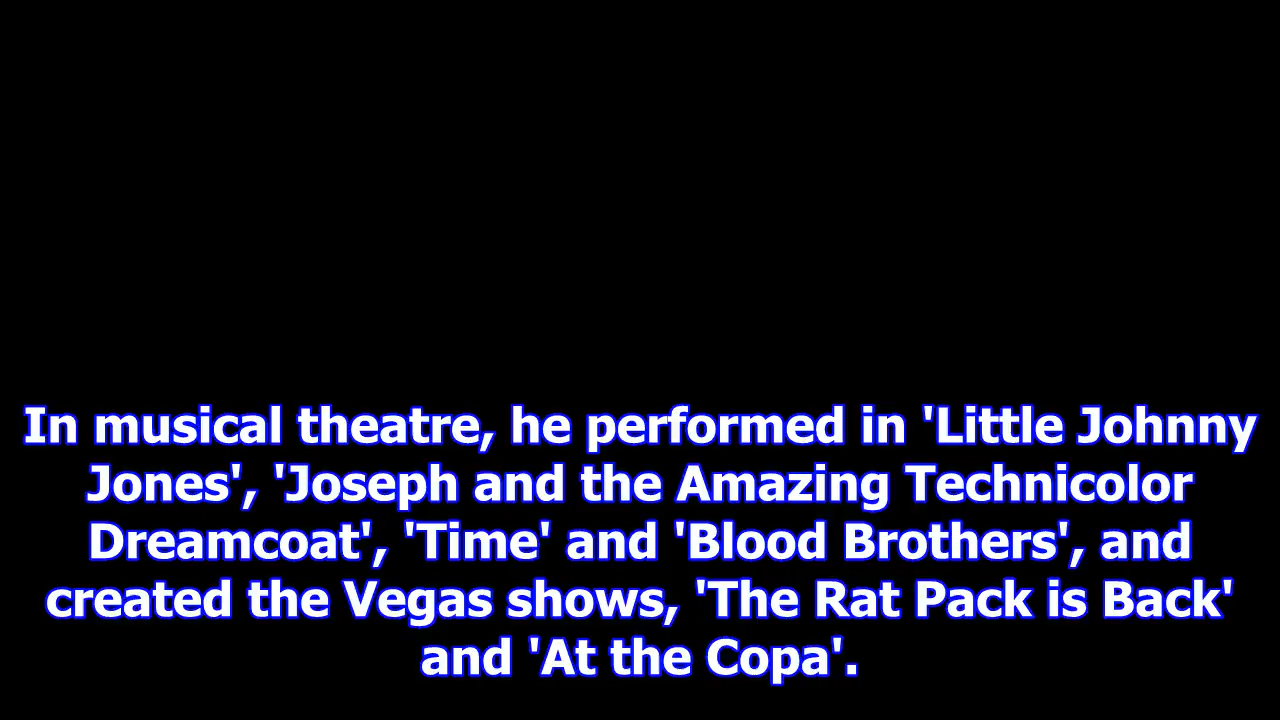 In musical theatre, he performed in 'Little Johnny
Jones', 'Joseph and the Amazing Technicolor
Dreamcoat', 'Time' and 'Blood Brothers', and
created the Vegas shows, 'The Rat Pack is Back'
and 'At the Copa'.